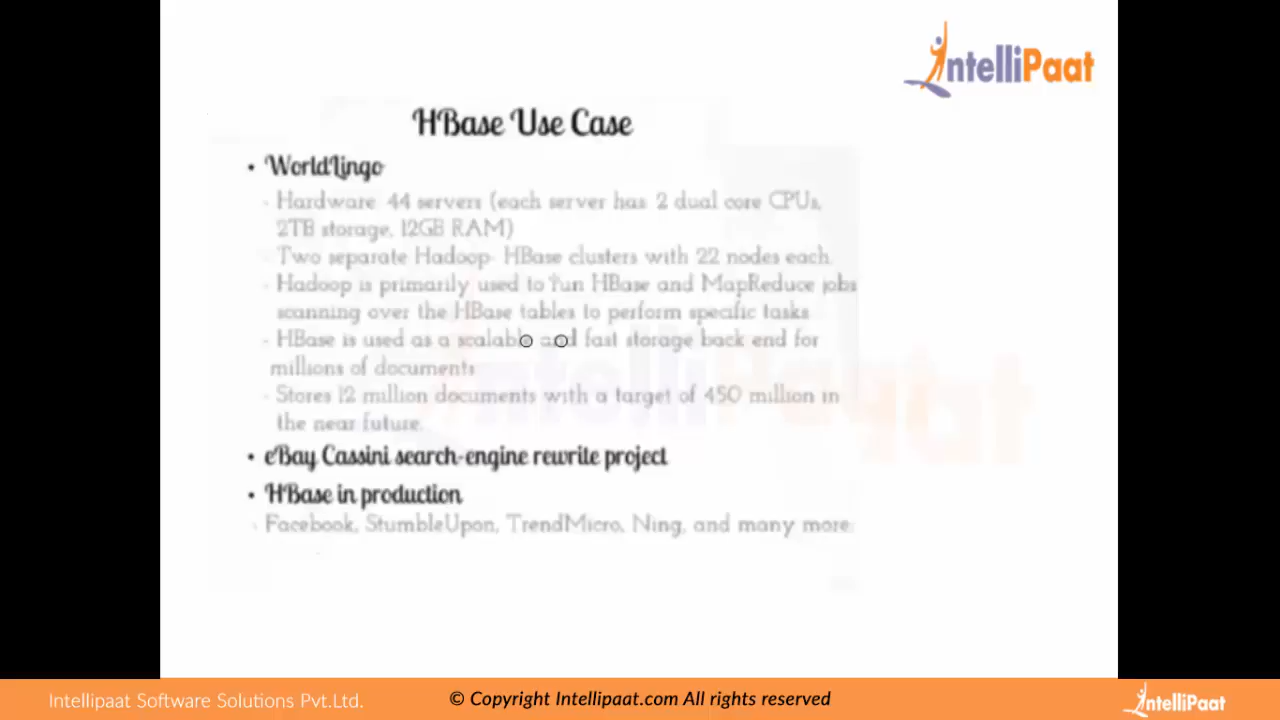 IntelliPaat
HBase Use Case
• WorldLingo
- Hardware 44 servers (each server has 2 dual core CPUs,
2TB storage, 12GB RAM)
- Two separate Hadoop- HBase clusters with 22 nodes each.
- Hadoop is primarily used to run HBase and MapReduce jobs
scanning over the HBase tables to perform specific tasks
- HBase is used as a scalable and fast storage back end for
millions of documents
- Stores 12 million documents with a target of 450 million in
the near future.
• eBay Cassini search-engine rewrite project
• HBase in production
- Facebook, StumbleUpon, TrendMicro, Ning, and many more.
Intellipaat Software Solutions Pvt.Ltd.
© Copyright Intellipaat.com All rights reserved
IntelliPaat